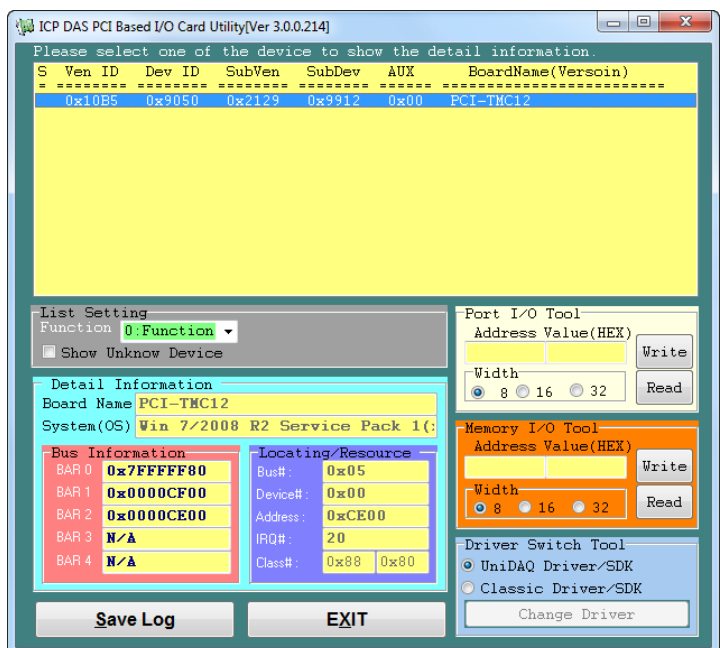 ICP DAS PCI Based I/O Card Utility[Ver 3.0.0.214]
Please select one of the device to show the detail information.
S Ven ID Dev ID SubVen SubDev AUX BoardName(Versoin)
= ======== ======== ======== ======== ====== ==========================
0x10B5 0x9050 0x2129 0x9912 0x00 PCI-TMC12
List Setting
Function 0:Function
Show Unknow Device
Detail Information
Board Name PCI-TMC12
System(OS) Win 7/2008 R2 Service Pack 1(:
Bus Information
BAR 0 0x7FFFFF80
BAR 1 0x0000CF00
BAR 2 0x0000CE00
BAR 3 N/A
BAR 4 N/A
Locating/Resource
Bus#: 0x05
Device#: 0x00
Address: 0xCE00
IRQ#: 20
Class#: 0x88 0x80
Save Log
EXIT
Port I/O Tool
Address Value(HEX)
Write
Width
8 16 32
Read
Memory I/O Tool
Address Value(HEX)
Write
Width
8 16 32
Read
Driver Switch Tool
UniDAQ Driver/SDK
Classic Driver/SDK
Change Driver